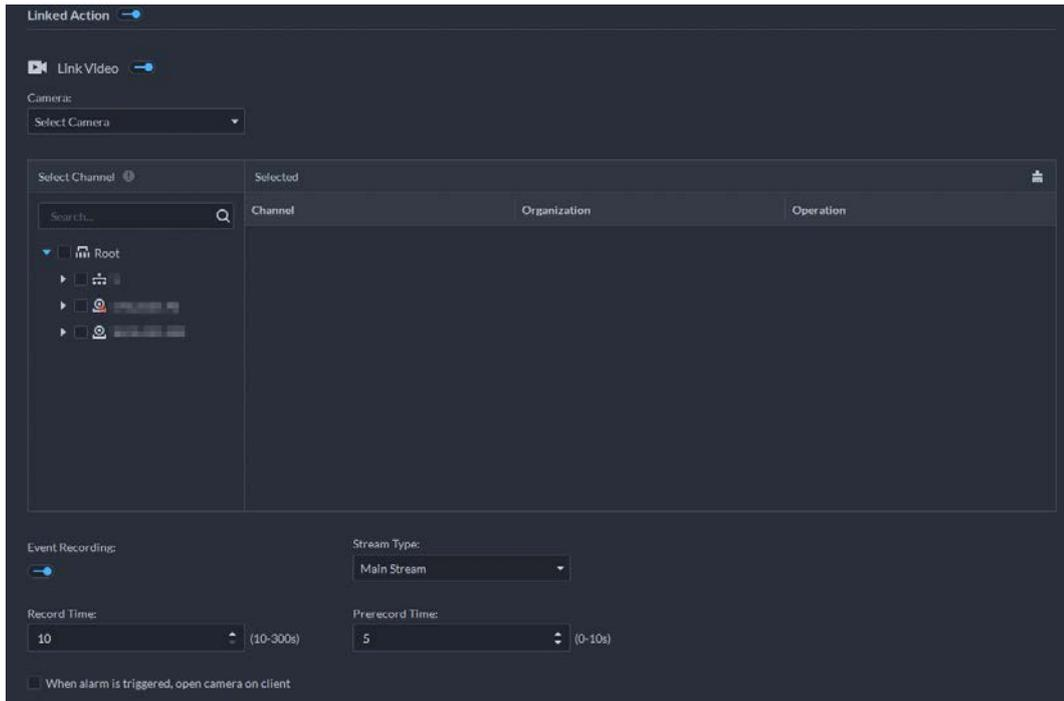 Linked Action
Link Video
Camera:
Select Camera
Select Channel
Selected
Search...
Channel
Organization
Operation
Root
Event Recording:
Stream Type:
Main Stream
Record Time:
Prerecord Time:
10
(10-300s)
5
(0-10s)
When alarm is triggered, open camera on client